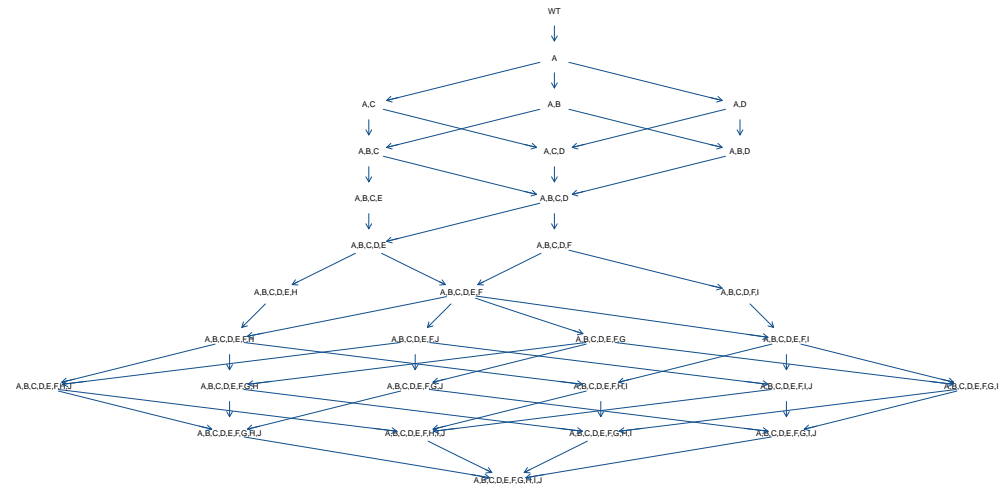 WT
A
A,C
A,B
A,D
A,B,C
A,C,D
A,B,D
A,B,C,E
A,B,C,D
A,B,C,D,E
A,B,C,D,F
A,B,C,D,E,H
A,B,C,D,E,F
A,B,C,D,F,I
A,B,C,D,E,F,H
A,B,C,D,E,F,J
A,B,C,D,E,F,G
A,B,C,D,E,F,I
A,B,C,D,E,F,H,J
A,B,C,D,E,F,G,H
A,B,C,D,E,F,G,J
A,B,C,D,E,F,H,I
A,B,C,D,E,F,I,J
A,B,C,D,E,F,G,I
A,B,C,D,E,F,G,H,J
A,B,C,D,E,F,H,I,J
A,B,C,D,E,F,G,H,I
A,B,C,D,E,F,G,I,J
A,B,C,D,E,F,G,H,I,J